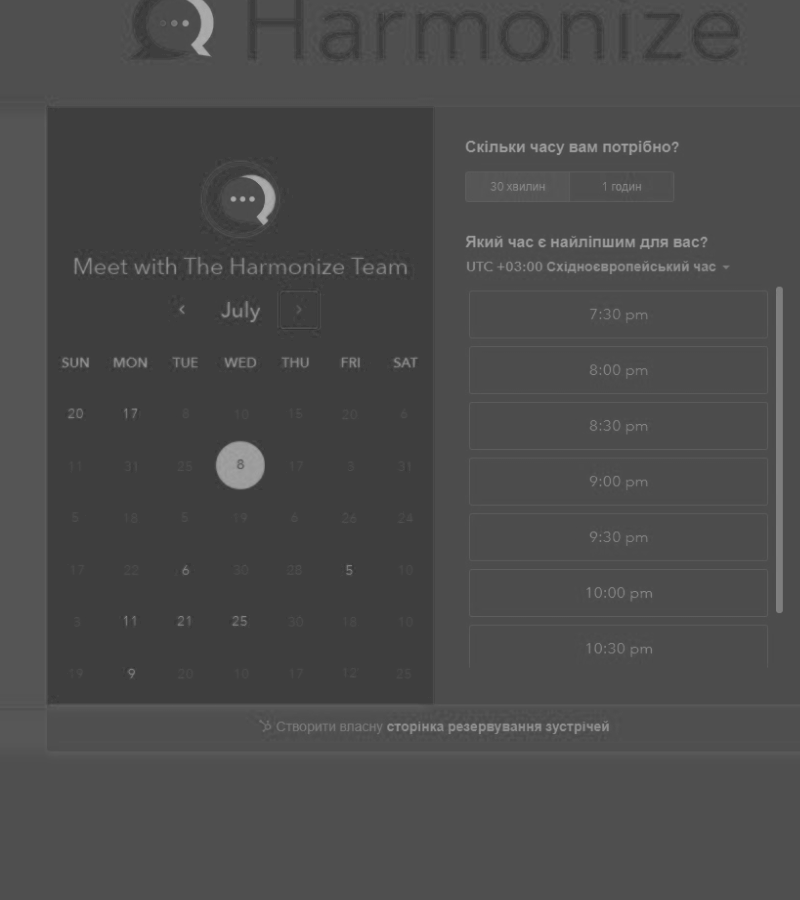 Harmonize
Meet with The Harmonize Team
July
SUN MON TUE WED THU FRI SAT
20 17 8 10 15 20 6
11 31 25 8 17 3 31
5 18 5 19 6 26 24
17 22 6 30 28 5 10
3 11 21 25 30 18 10
19 9 20 10 17 12 25
Скільки часу вам потрібно?
30 хвилин 1 годин
Який час є найліпшим для вас?
UTC +03:00 Східноєвропейський час
7:30 pm
8:00 pm
8:30 pm
9:00 pm
9:30 pm
10:00 pm
10:30 pm
Створити власну сторінка резервування зустрічей